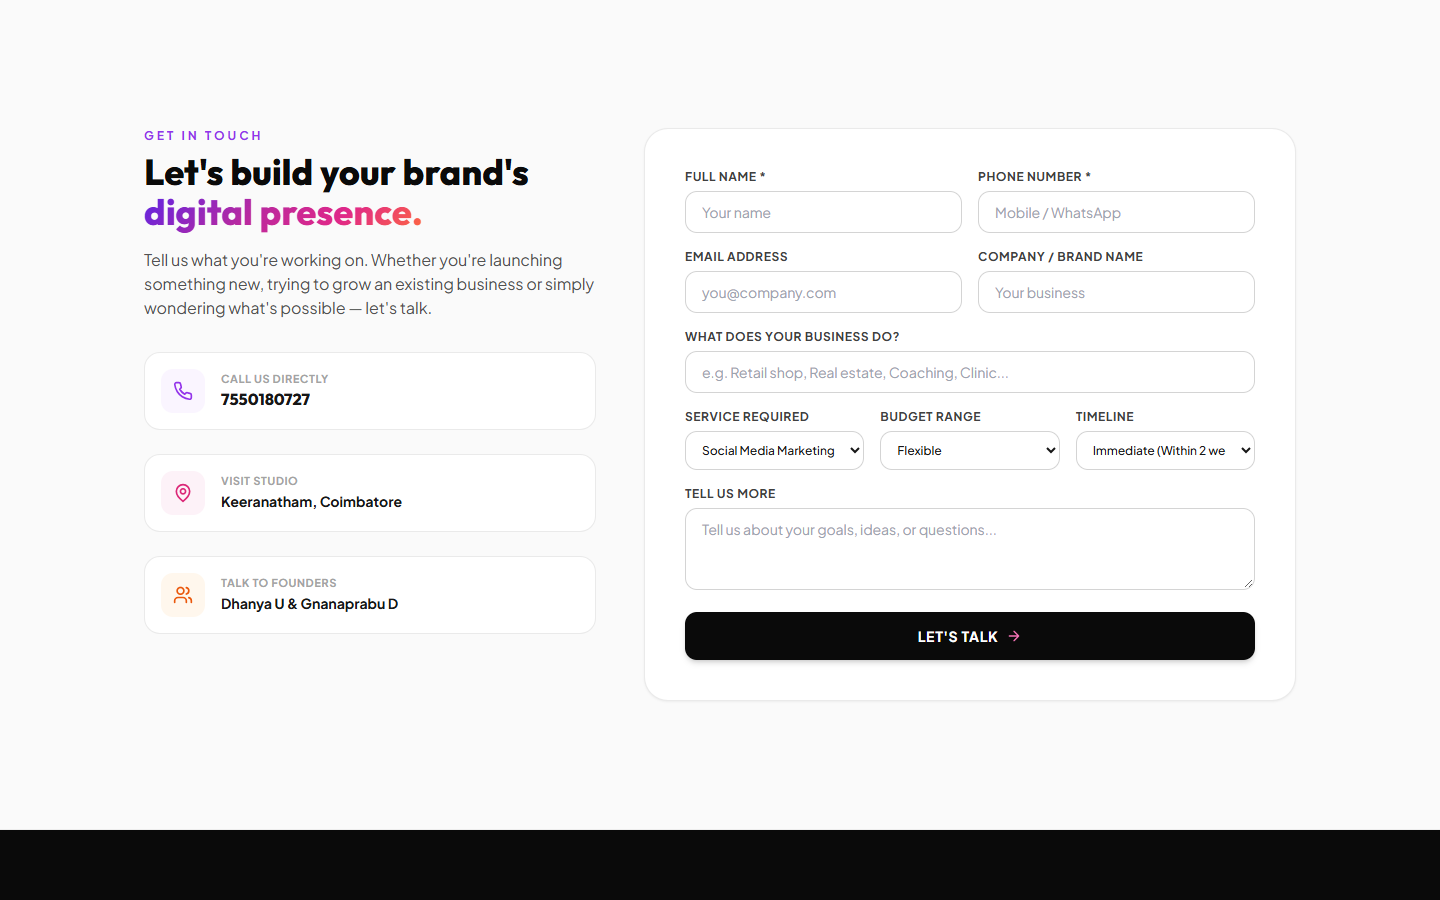 GET IN TOUCH
Let's build your brand's
digital presence.
Tell us what you're working on. Whether you're launching
something new, trying to grow an existing business or simply
wondering what's possible — let's talk.
CALL US DIRECTLY
7550180727
VISIT STUDIO
Keeranatham, Coimbatore
TALK TO FOUNDERS
Dhanya U & Gnanaprabu D
FULL NAME *
Your name
PHONE NUMBER *
Mobile / WhatsApp
EMAIL ADDRESS
you@company.com
COMPANY / BRAND NAME
Your business
WHAT DOES YOUR BUSINESS DO?
e.g. Retail shop, Real estate, Coaching, Clinic...
SERVICE REQUIRED
Social Media Marketing
BUDGET RANGE
Flexible
TIMELINE
Immediate (Within 2 we
TELL US MORE
Tell us about your goals, ideas, or questions...
LET'S TALK →